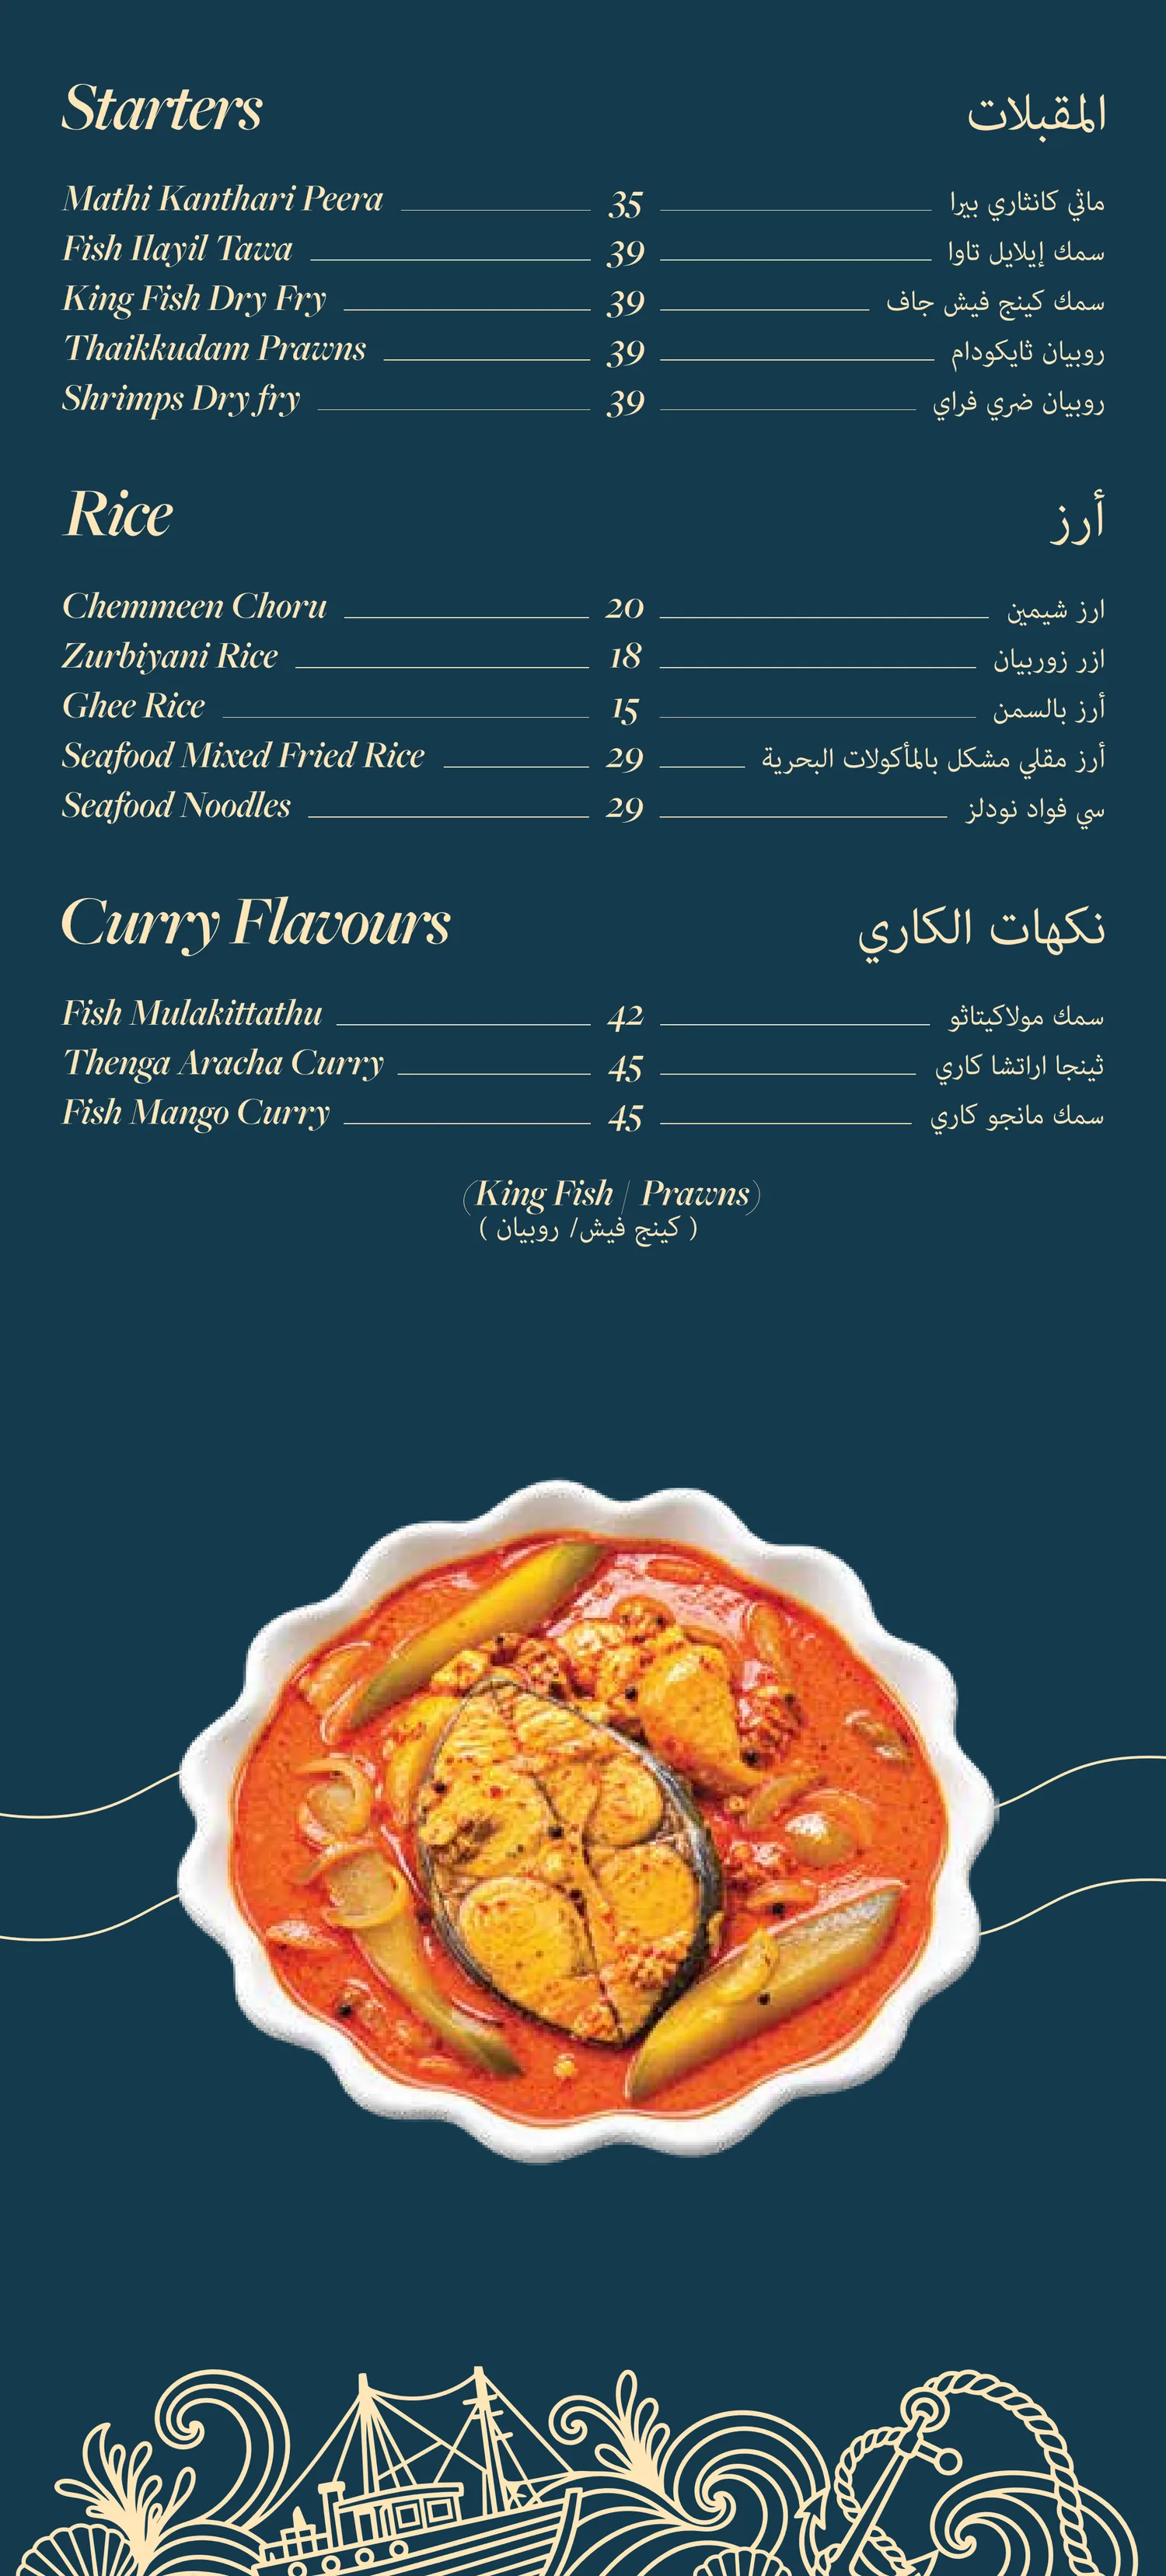 Starters المقبلات
Mathi Kanthari Peera 35 ماثي كانثاري بيرا
Fish Ilayil Tawa 39 سمك إيلايل تاوا
King Fish Dry Fry 39 سمك كينج فيش جاف
Thaikkudam Prawns 39 روبيان ثايكودام
Shrimps Dry fry 39 روبيان ضري فراي
Rice أرز
Chemmeen Choru 20 ارز شيمين
Zurbiyani Rice 18 ازر زوربيان
Ghee Rice 15 أرز بالسمن
Seafood Mixed Fried Rice 29 أرز مقلي مشكل بالمأكولات البحرية
Seafood Noodles 29 سي فواد نودلز
Curry Flavours نكهات الكاري
Fish Mulakittathu 42 سمك مولاكيتاثو
Thenga Aracha Curry 45 ثينجا اراتشا كاري
Fish Mango Curry 45 سمك مانجو كاري
(King Fish / Prawns)
( كينج فيش/ روبيان )